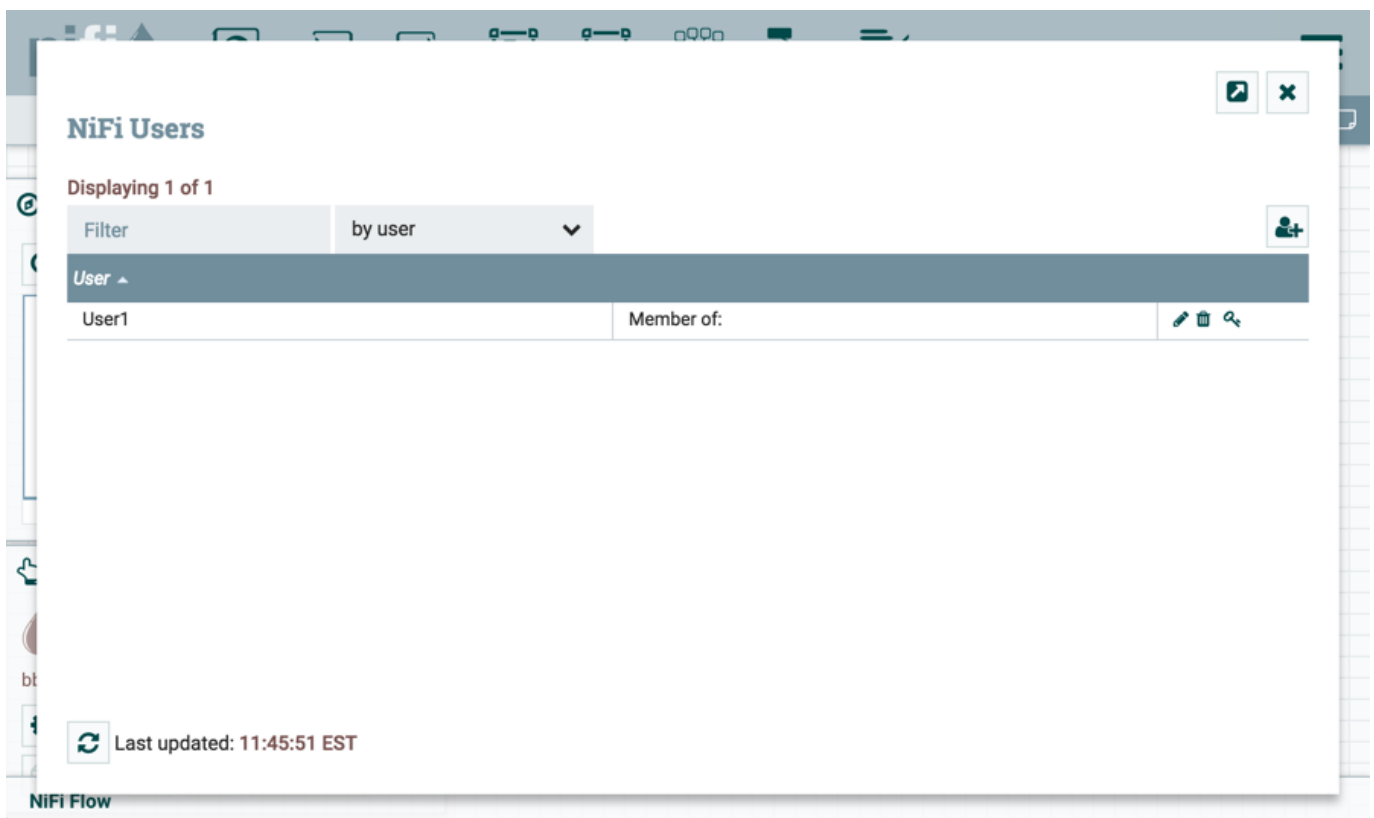 nifi
NiFi Users
Displaying 1 of 1
Filter by user
User
User1 Member of:
Last updated: 11:45:51 EST
NiFi Flow